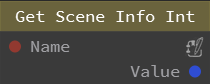 Get Scene Info Int
Name
Value